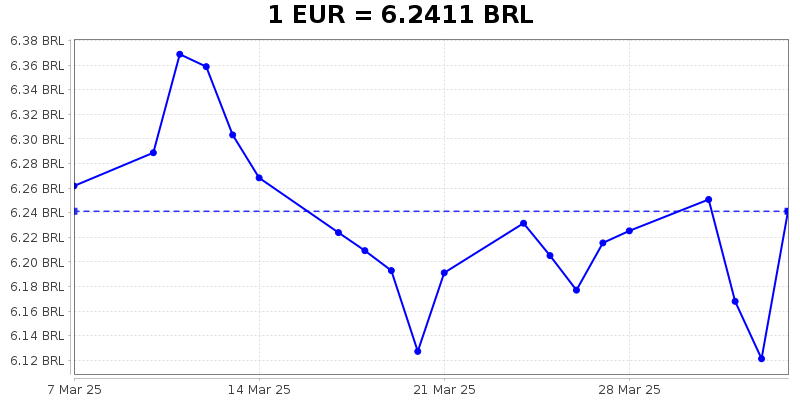 1 EUR = 6.2411 BRL
6.38 BRL
6.36 BRL
6.34 BRL
6.32 BRL
6.30 BRL
6.28 BRL
6.26 BRL
6.24 BRL
6.22 BRL
6.20 BRL
6.18 BRL
6.16 BRL
6.14 BRL
6.12 BRL
7 Mar 25 14 Mar 25 21 Mar 25 28 Mar 25